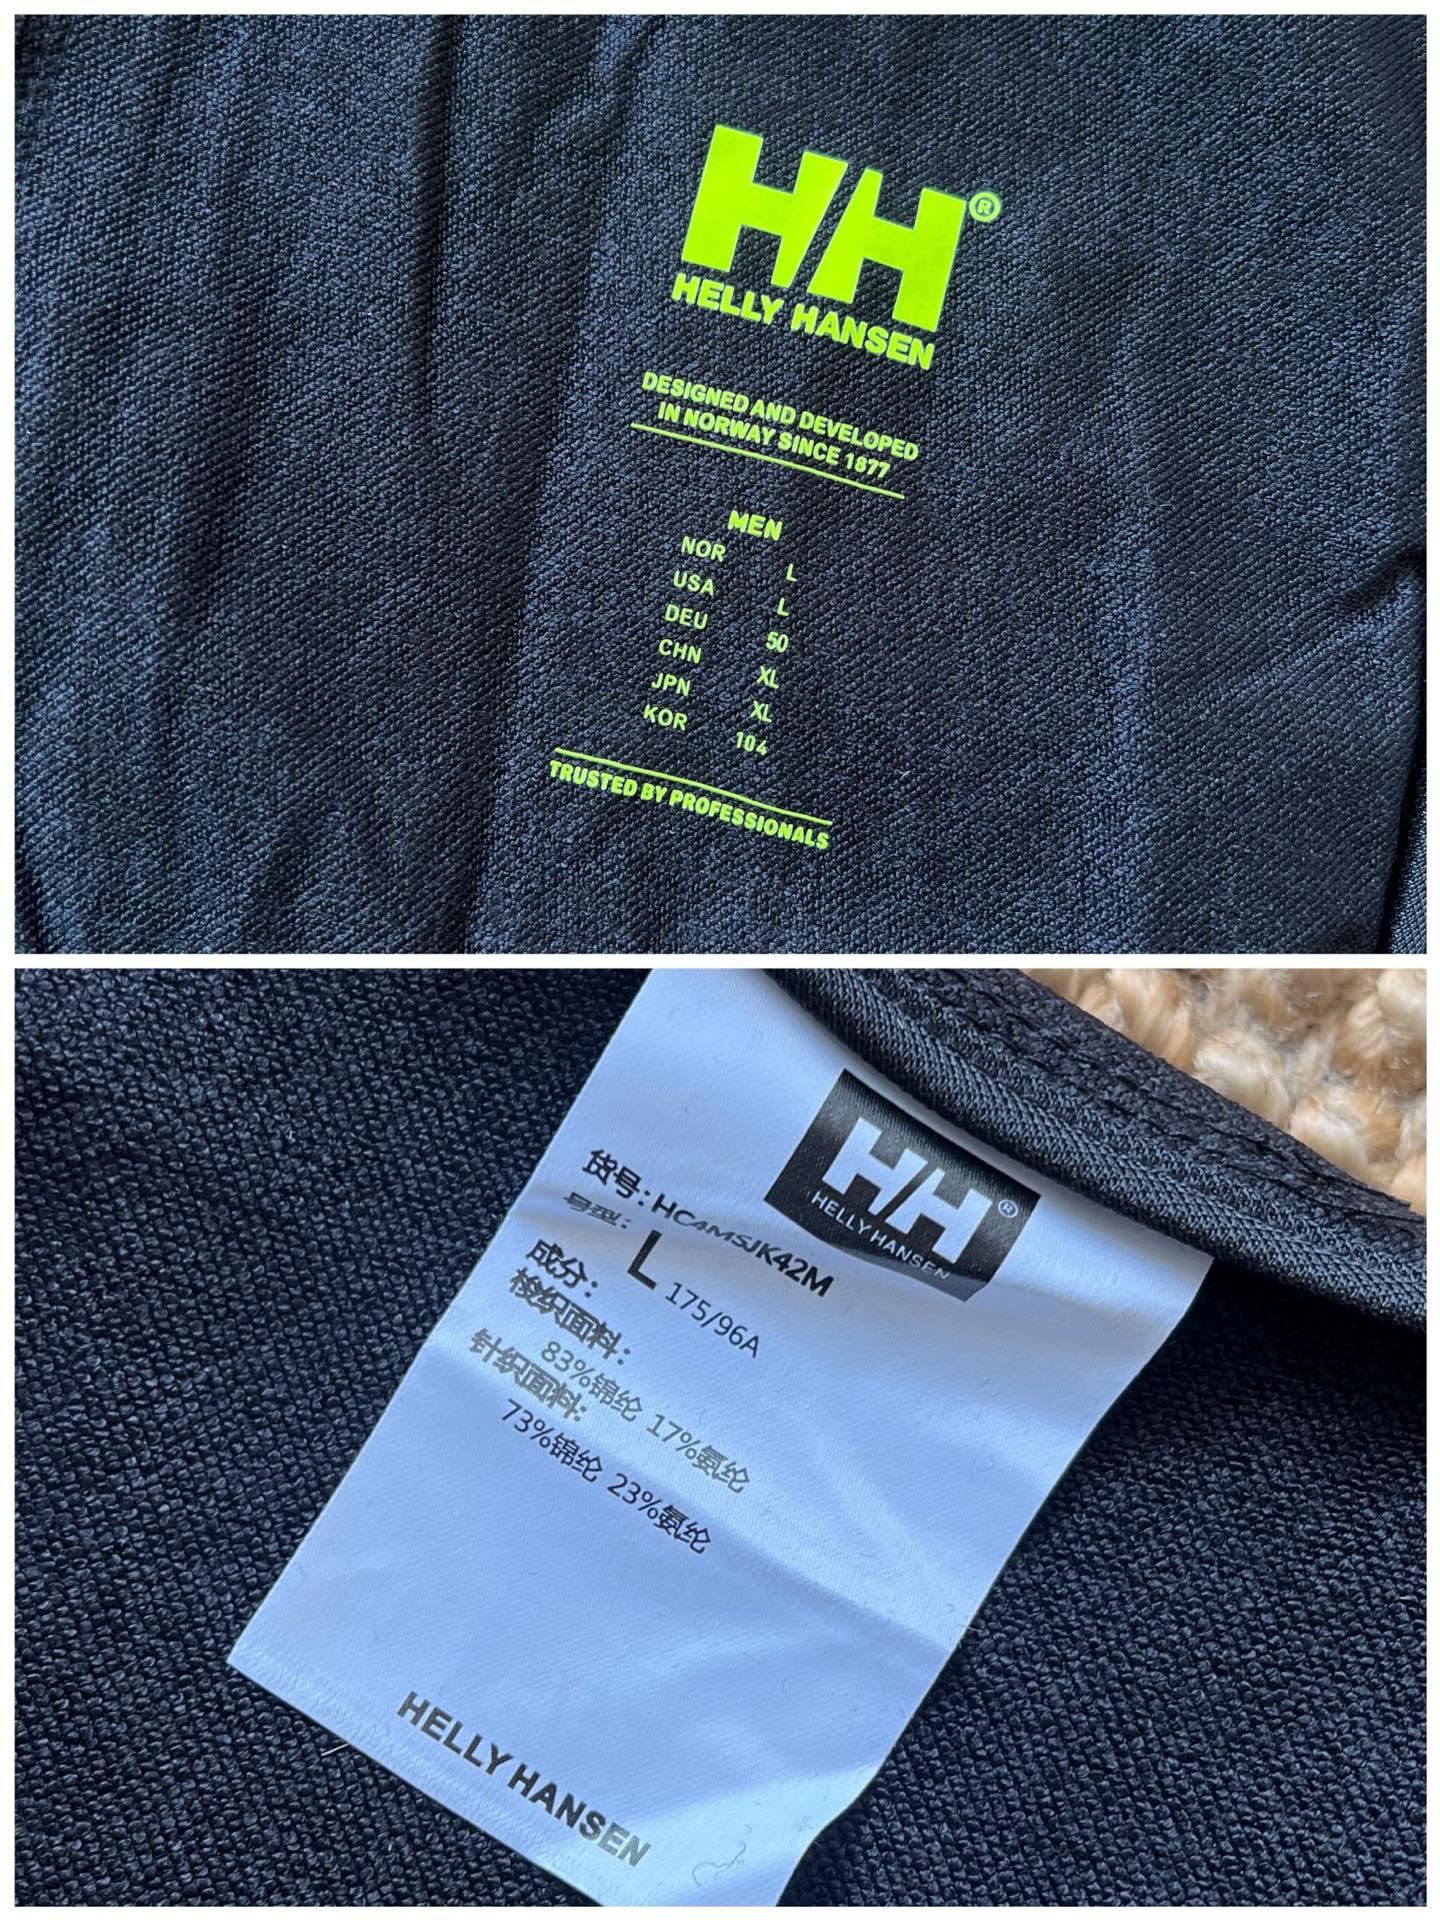 HH®
HELLY HANSEN
DESIGNED AND DEVELOPED
IN NORWAY SINCE 1877
MEN
NOR L
USA L
DEU 50
CHN XL
JPN XL
KOR 104
TRUSTED BY PROFESSIONALS
HH®
HELLY HANSEN
货号: HC4MSJK42M
号型: L 175/96A
成分:
梭织面料:
83%锦纶 17%氨纶
针织面料:
73%锦纶 23%氨纶
HELLY HANSEN